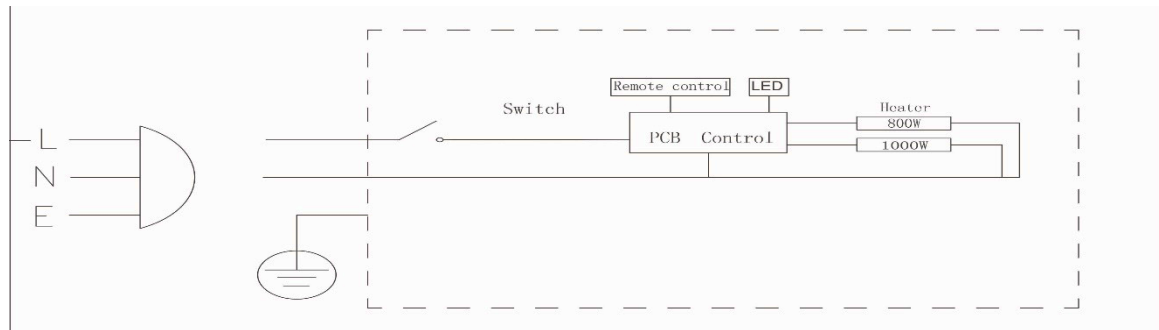 Remote control
LED
Switch
Heater
800W
L
PCB Control
1000W
N
E